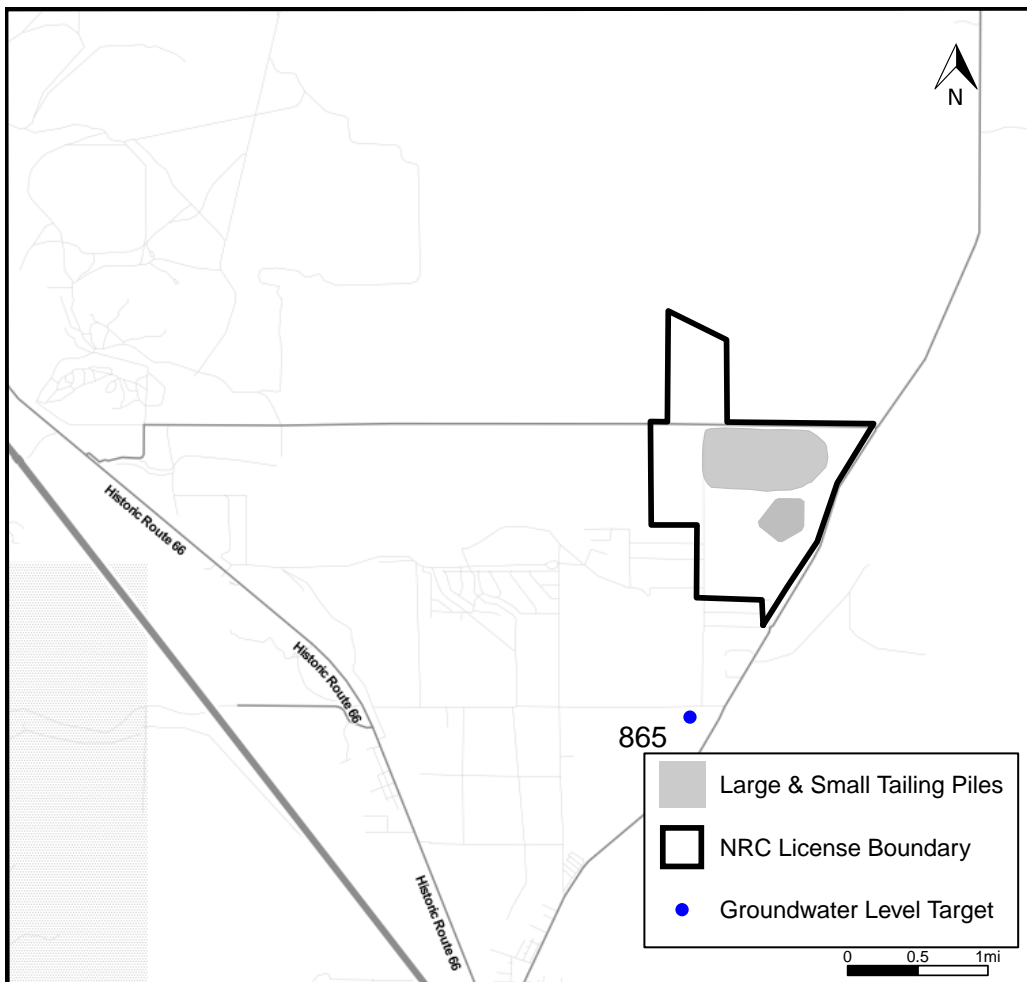 N
Historic Route 66
Historic Route 66
865
Large & Small Tailing Piles
NRC License Boundary
Groundwater Level Target
Historic Route 66
0 0.5 1mi